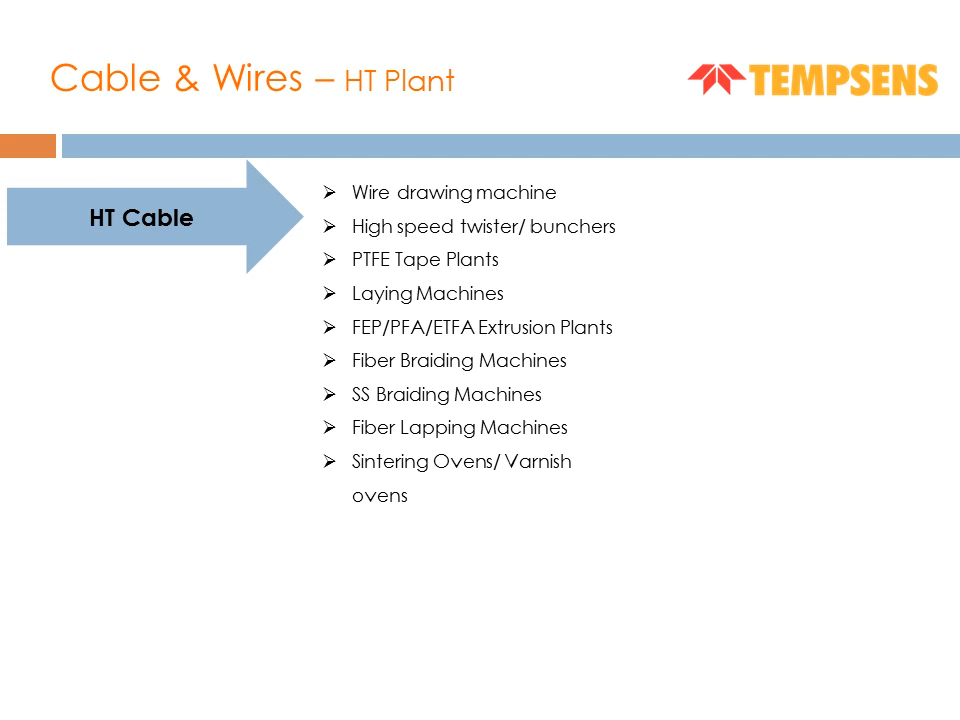 Cable & Wires – HT Plant
TEMPSENS
HT Cable
➢ Wire drawing machine
➢ High speed twister/ bunchers
➢ PTFE Tape Plants
➢ Laying Machines
➢ FEP/PFA/ETFA Extrusion Plants
➢ Fiber Braiding Machines
➢ SS Braiding Machines
➢ Fiber Lapping Machines
➢ Sintering Ovens/ Varnish
ovens